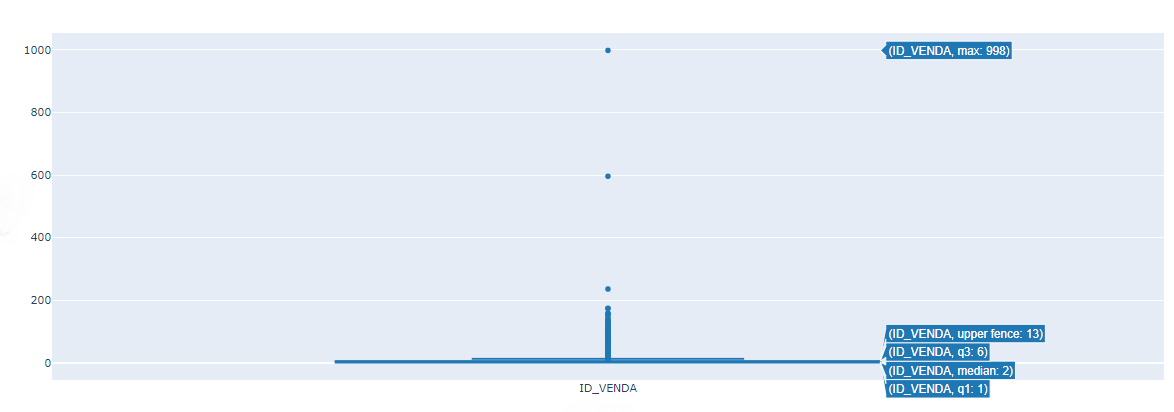 1000
(ID_VENDA, max: 998)
800
600
400
200
(ID_VENDA, upper fence: 13)
(ID_VENDA, q3: 6)
0
(ID_VENDA, median: 2)
(ID_VENDA, q1: 1)
ID_VENDA